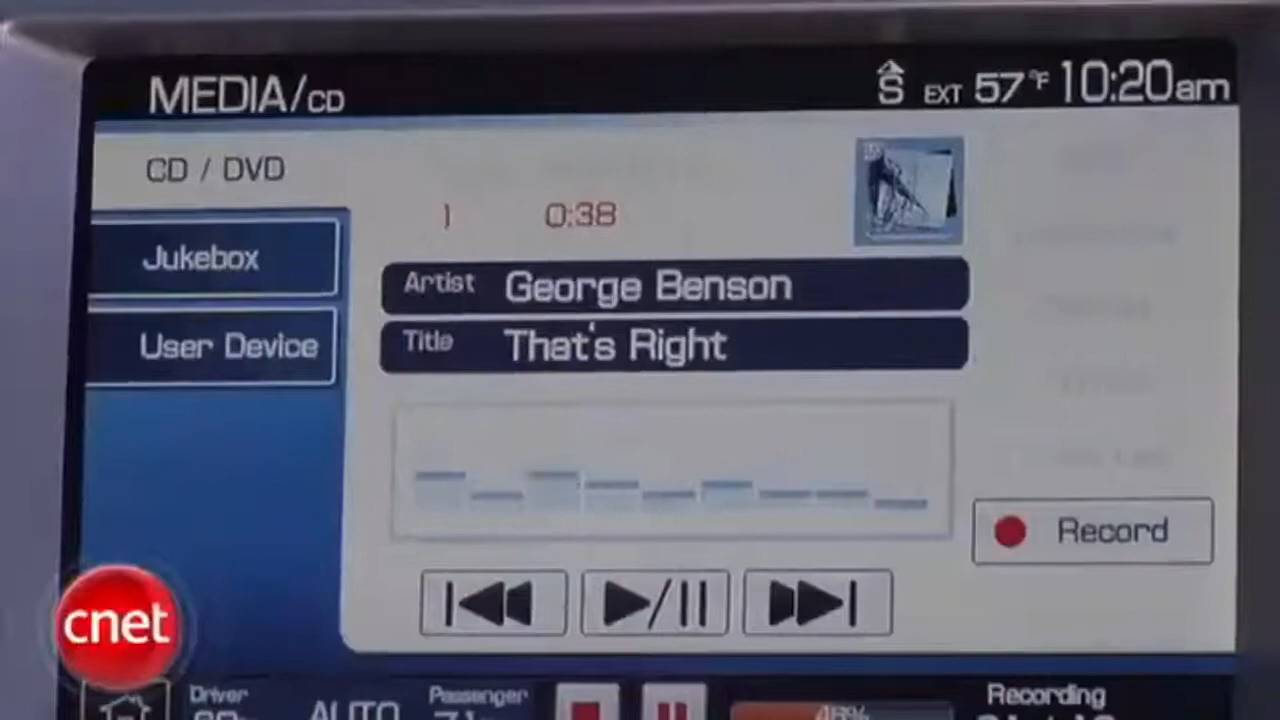 MEDIA/CD
S EXT 57°F 10:20am
CD / DVD
1 0:38
Jukebox
Artist George Benson
User Device
Title That's Right
Record
cnet
Driver
AUTO
Passenger
48%
Recording